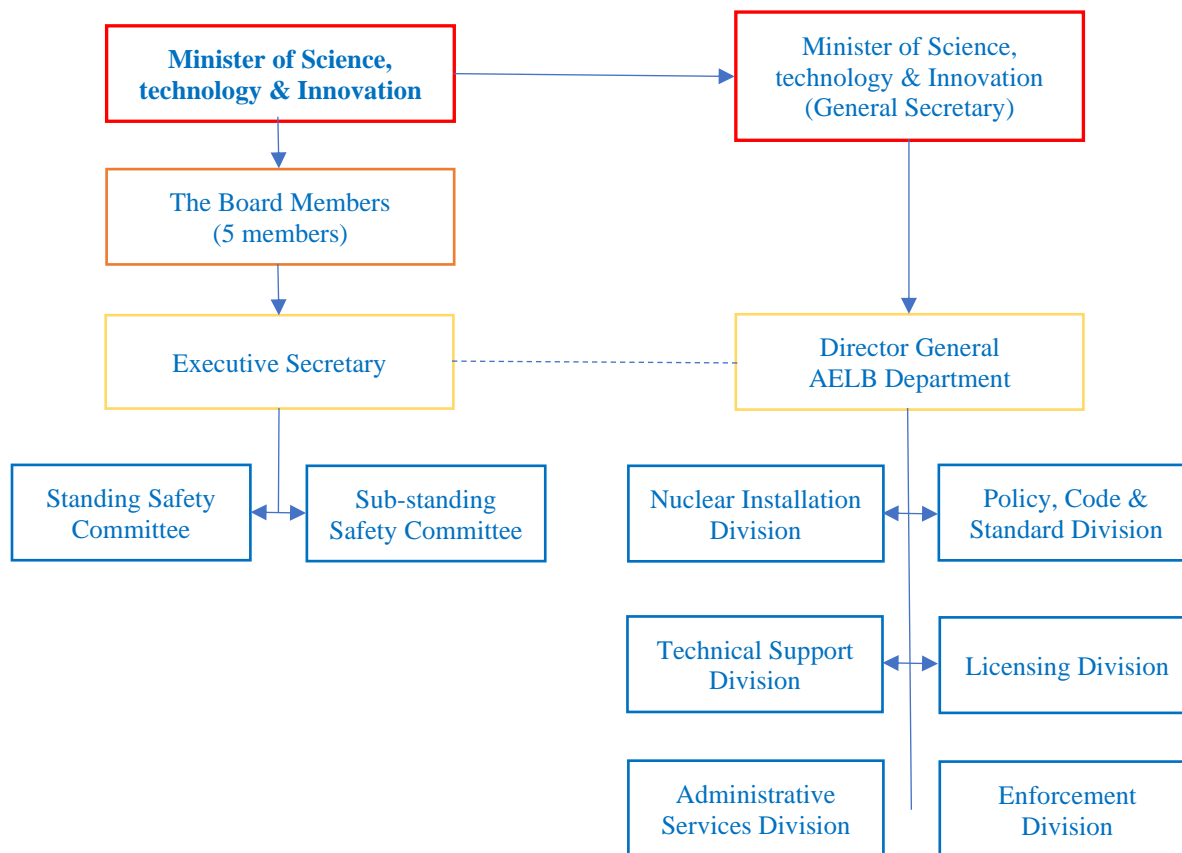 Minister of Science,
technology & Innovation
Minister of Science,
technology & Innovation
(General Secretary)
The Board Members
(5 members)
Executive Secretary
Director General
AELB Department
Standing Safety
Committee
Sub-standing
Safety Committee
Nuclear Installation
Division
Policy, Code &
Standard Division
Technical Support
Division
Licensing Division
Administrative
Services Division
Enforcement
Division